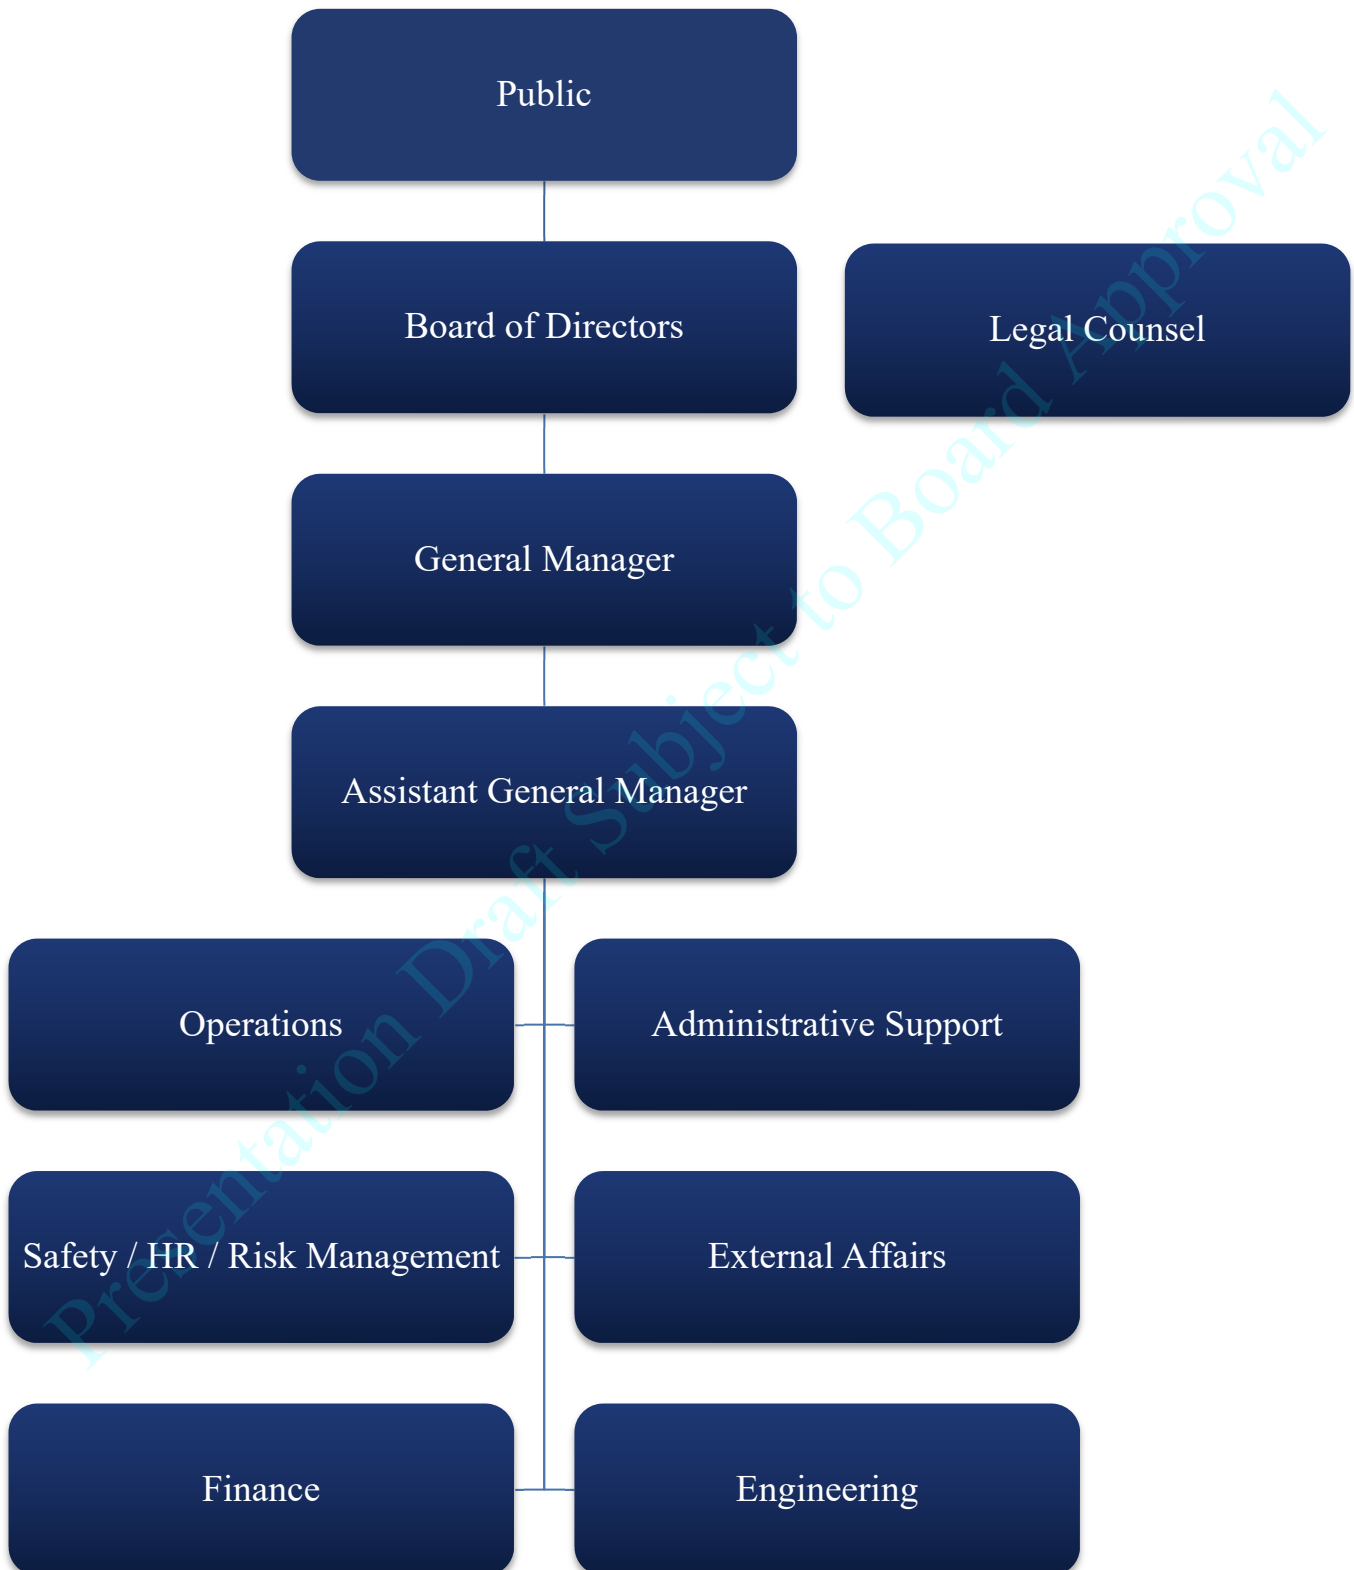 Public
Board of Directors
Legal Counsel
General Manager
Assistant General Manager
Operations
Administrative Support
Safety / HR / Risk Management
External Affairs
Finance
Engineering
Presentation Draft Subject to Board Approval